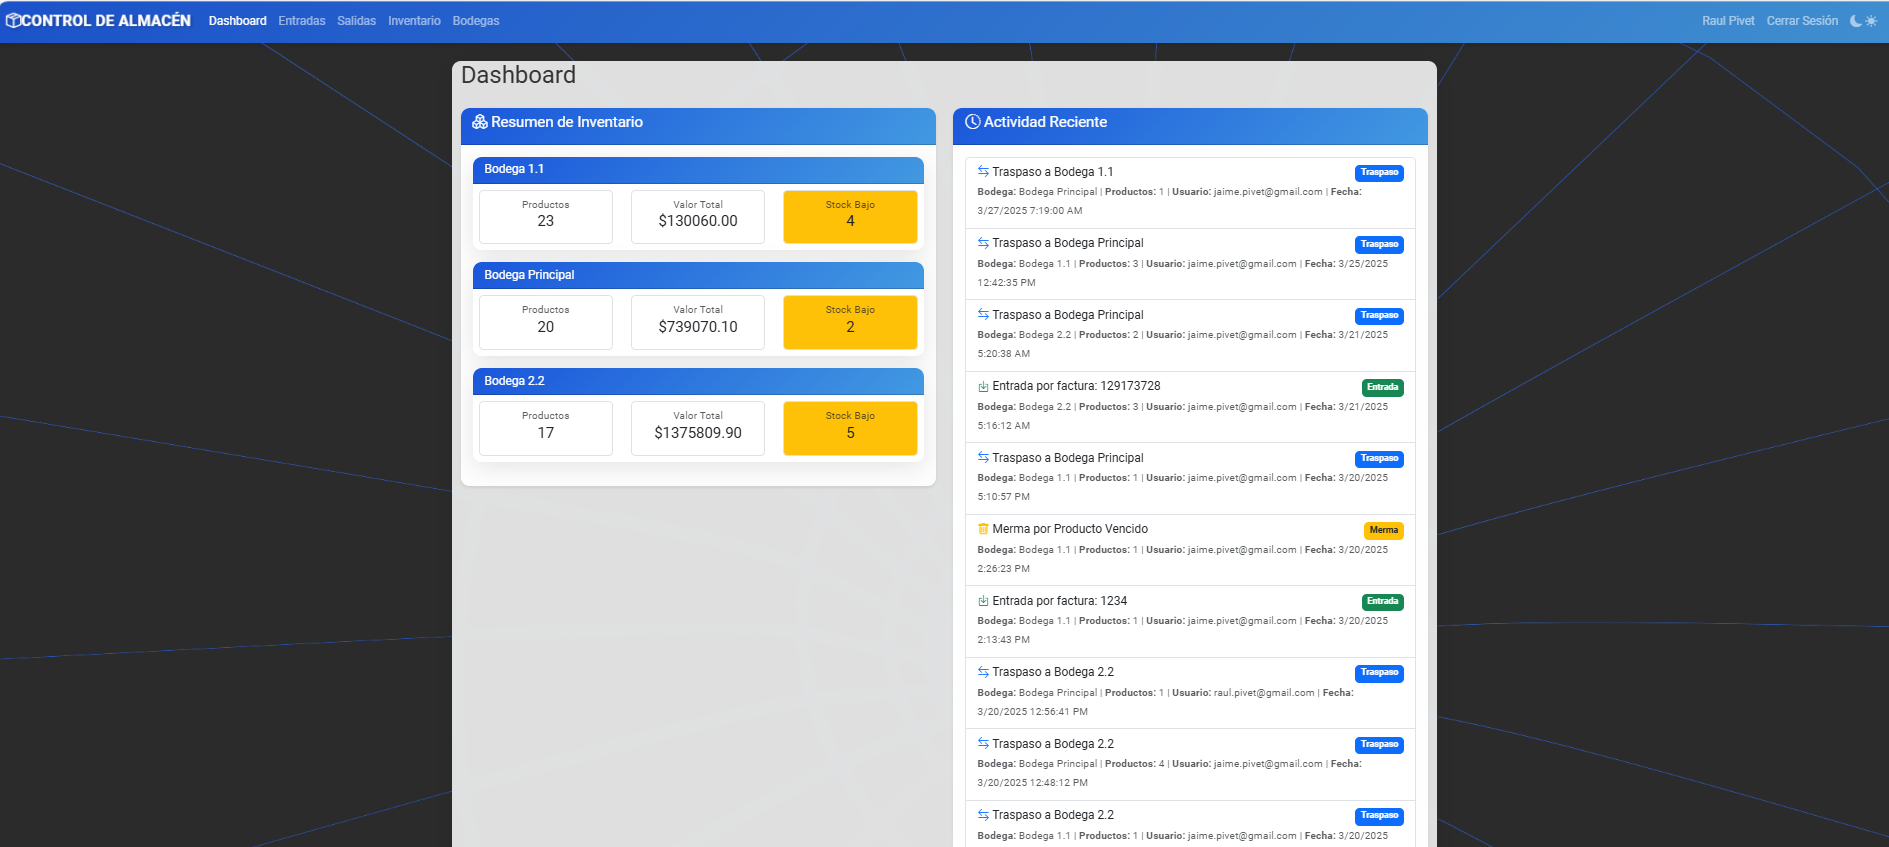 CONTROL DE ALMACÉN Dashboard Entradas Salidas Inventario Bodegas Raul Pivet Cerrar Sesión
Dashboard
Resumen de Inventario
Bodega 1.1
Productos Valor Total Stock Bajo
23 $130060.00 4
Bodega Principal
Productos Valor Total Stock Bajo
20 $739070.10 2
Bodega 2.2
Productos Valor Total Stock Bajo
17 $1375809.90 5
Actividad Reciente
Traspaso a Bodega 1.1 Traspaso
Bodega: Bodega Principal | Productos: 1 | Usuario: jaime.pivet@gmail.com | Fecha:
3/27/2025 7:19:00 AM
Traspaso a Bodega Principal Traspaso
Bodega: Bodega 1.1 | Productos: 3 | Usuario: jaime.pivet@gmail.com | Fecha: 3/25/2025
12:42:35 PM
Traspaso a Bodega Principal Traspaso
Bodega: Bodega 2.2 | Productos: 2 | Usuario: jaime.pivet@gmail.com | Fecha: 3/21/2025
5:20:38 AM
Entrada por factura: 129173728 Entrada
Bodega: Bodega 2.2 | Productos: 3 | Usuario: jaime.pivet@gmail.com | Fecha: 3/21/2025
5:16:12 AM
Traspaso a Bodega Principal Traspaso
Bodega: Bodega 1.1 | Productos: 1 | Usuario: jaime.pivet@gmail.com | Fecha: 3/20/2025
5:10:57 PM
Merma por Producto Vencido Merma
Bodega: Bodega 1.1 | Productos: 1 | Usuario: jaime.pivet@gmail.com | Fecha: 3/20/2025
2:26:23 PM
Entrada por factura: 1234 Entrada
Bodega: Bodega 1.1 | Productos: 1 | Usuario: jaime.pivet@gmail.com | Fecha: 3/20/2025
2:13:43 PM
Traspaso a Bodega 2.2 Traspaso
Bodega: Bodega Principal | Productos: 1 | Usuario: raul.pivet@gmail.com | Fecha:
3/20/2025 12:56:41 PM
Traspaso a Bodega 2.2 Traspaso
Bodega: Bodega Principal | Productos: 4 | Usuario: jaime.pivet@gmail.com | Fecha:
3/20/2025 12:48:12 PM
Traspaso a Bodega 2.2 Traspaso
Bodega: Bodega 1.1 | Productos: 1 | Usuario: jaime.pivet@gmail.com | Fecha: 3/20/2025